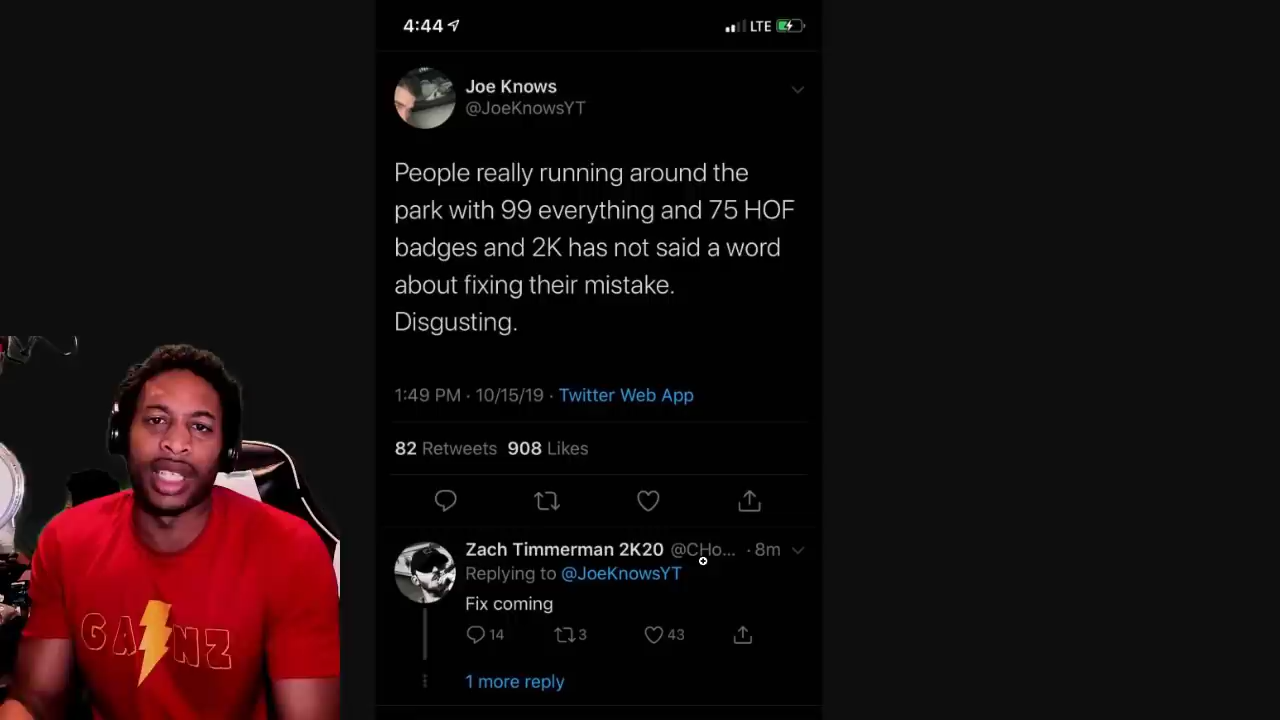 4:44
LTE
Joe Knows
@JoeKnowsYT
People really running around the
park with 99 everything and 75 HOF
badges and 2K has not said a word
about fixing their mistake.
Disgusting.
1:49 PM · 10/15/19 · Twitter Web App
82 Retweets 908 Likes
Zach Timmerman 2K20 @CHo... · 8m
Replying to @JoeKnowsYT
Fix coming
14 3 43
1 more reply
GA NZ